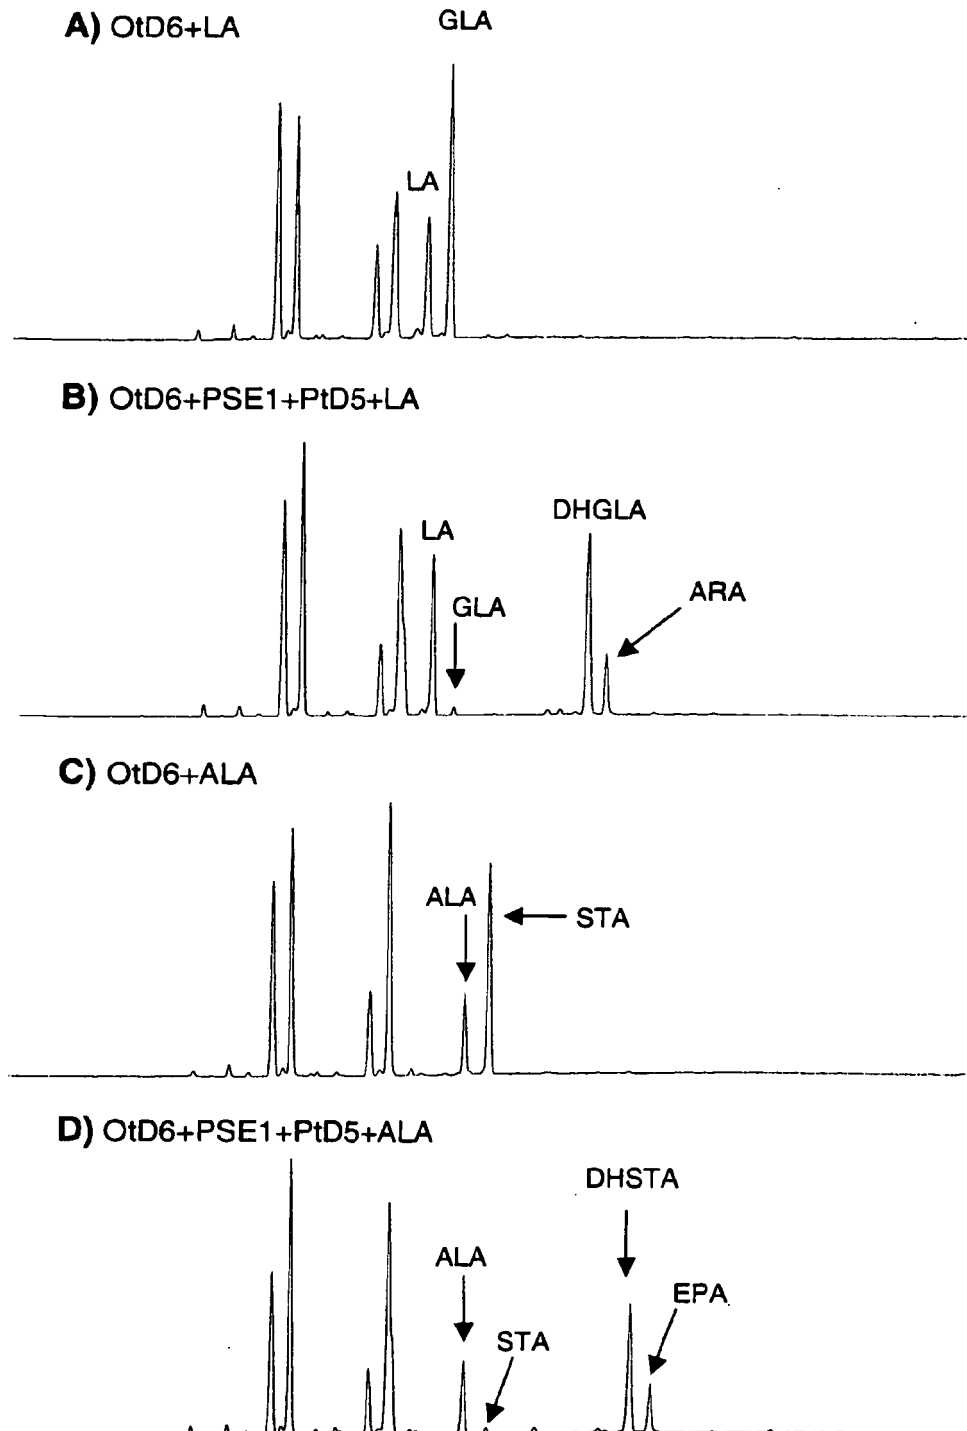 A) OtD6+LA
GLA
LA
B) OtD6+PSE1+PtD5+LA
DHGLA
LA
ARA
GLA
C) OtD6+ALA
ALA
STA
D) OtD6+PSE1+PtD5+ALA
DHSTA
ALA
EPA
STA